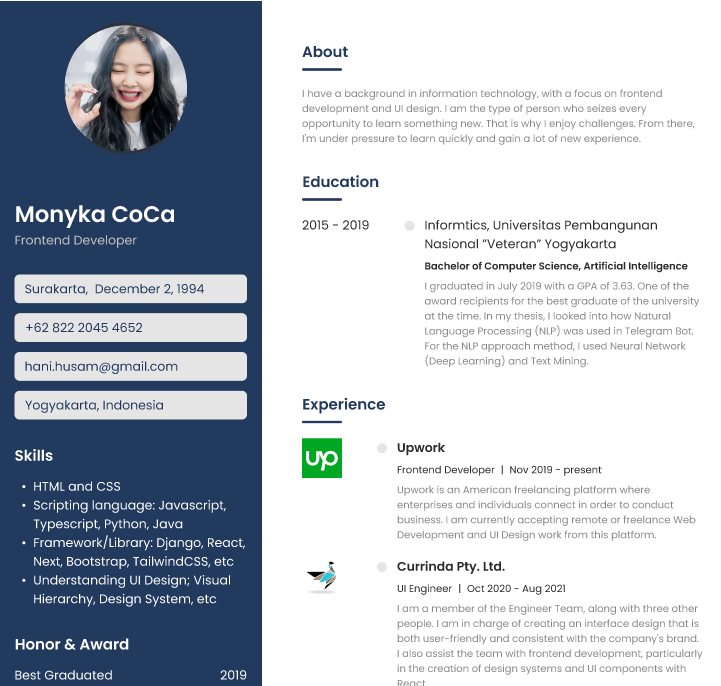 Monyka CoCa
Frontend Developer
Surakarta,  December 2, 1994
+62 822 2045 4652
hani.husam@gmail.com
Yogyakarta, Indonesia
Skills
• HTML and CSS
• Scripting language: Javascript,
Typescript, Python, Java
• Framework/Library: Django, React,
Next, Bootstrap, TailwindCSS, etc
• Understanding UI Design; Visual
Hierarchy, Design System, etc
Honor & Award
Best Graduated 2019
About
I have a background in information technology, with a focus on frontend
development and UI design. I am the type of person who seizes every
opportunity to learn something new. That is why I enjoy challenges. From there,
I'm under pressure to learn quickly and gain a lot of new experience.
Education
2015 - 2019
Informtics, Universitas Pembangunan
Nasional "Veteran" Yogyakarta
Bachelor of Computer Science, Artificial Intelligence
I graduated in July 2019 with a GPA of 3.63. One of the
award recipients for the best graduate of the university
at the time. In my thesis, I looked into how Natural
Language Processing (NLP) was used in Telegram Bot.
For the NLP approach method, I used Neural Network
(Deep Learning) and Text Mining.
Experience
up
Upwork
Frontend Developer | Nov 2019 - present
Upwork is an American freelancing platform where
enterprises and individuals connect in order to conduct
business. I am currently accepting remote or freelance Web
Development and UI Design work from this platform.
Currinda Pty. Ltd.
UI Engineer | Oct 2020 - Aug 2021
I am a member of the Engineer Team, along with three other
people. I am in charge of creating an interface design that is
both user-friendly and consistent with the company's brand.
I also assist the team with frontend development, particularly
in the creation of design systems and UI components with
React